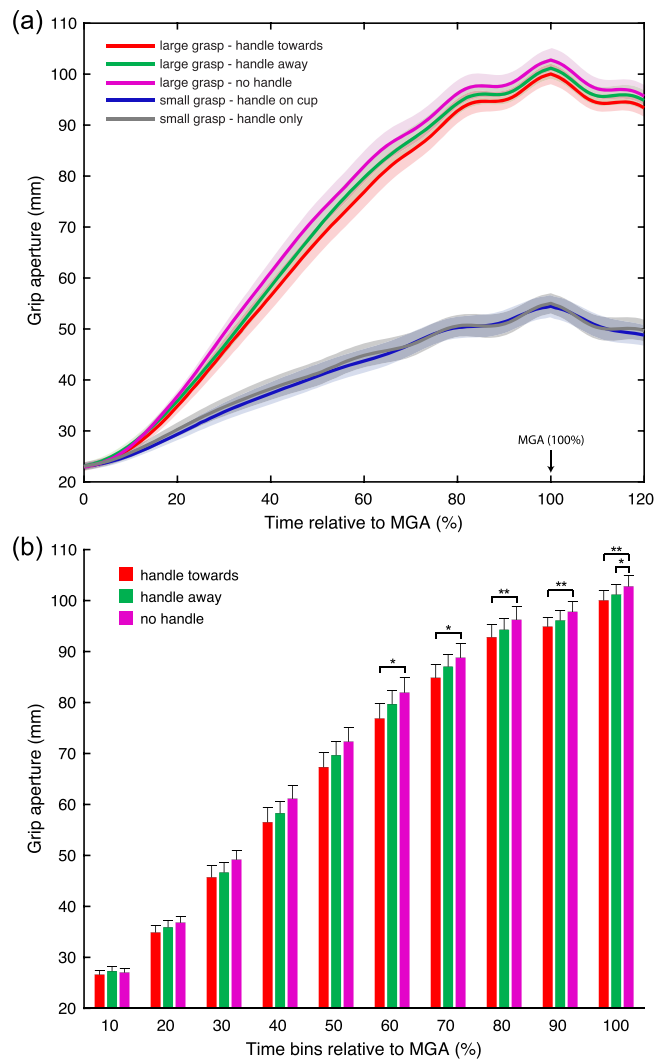 (a)
110
100
90
80
70
60
50
40
30
20
Grip aperture (mm)
large grasp - handle towards
large grasp - handle away
large grasp - no handle
small grasp - handle on cup
small grasp - handle only
MGA (100%)
0 20 40 60 80 100 120
Time relative to MGA (%)
(b)
110
100
90
80
70
60
50
40
30
20
Grip aperture (mm)
handle towards
handle away
no handle
*
*
**
**
**
*
10 20 30 40 50 60 70 80 90 100
Time bins relative to MGA (%)